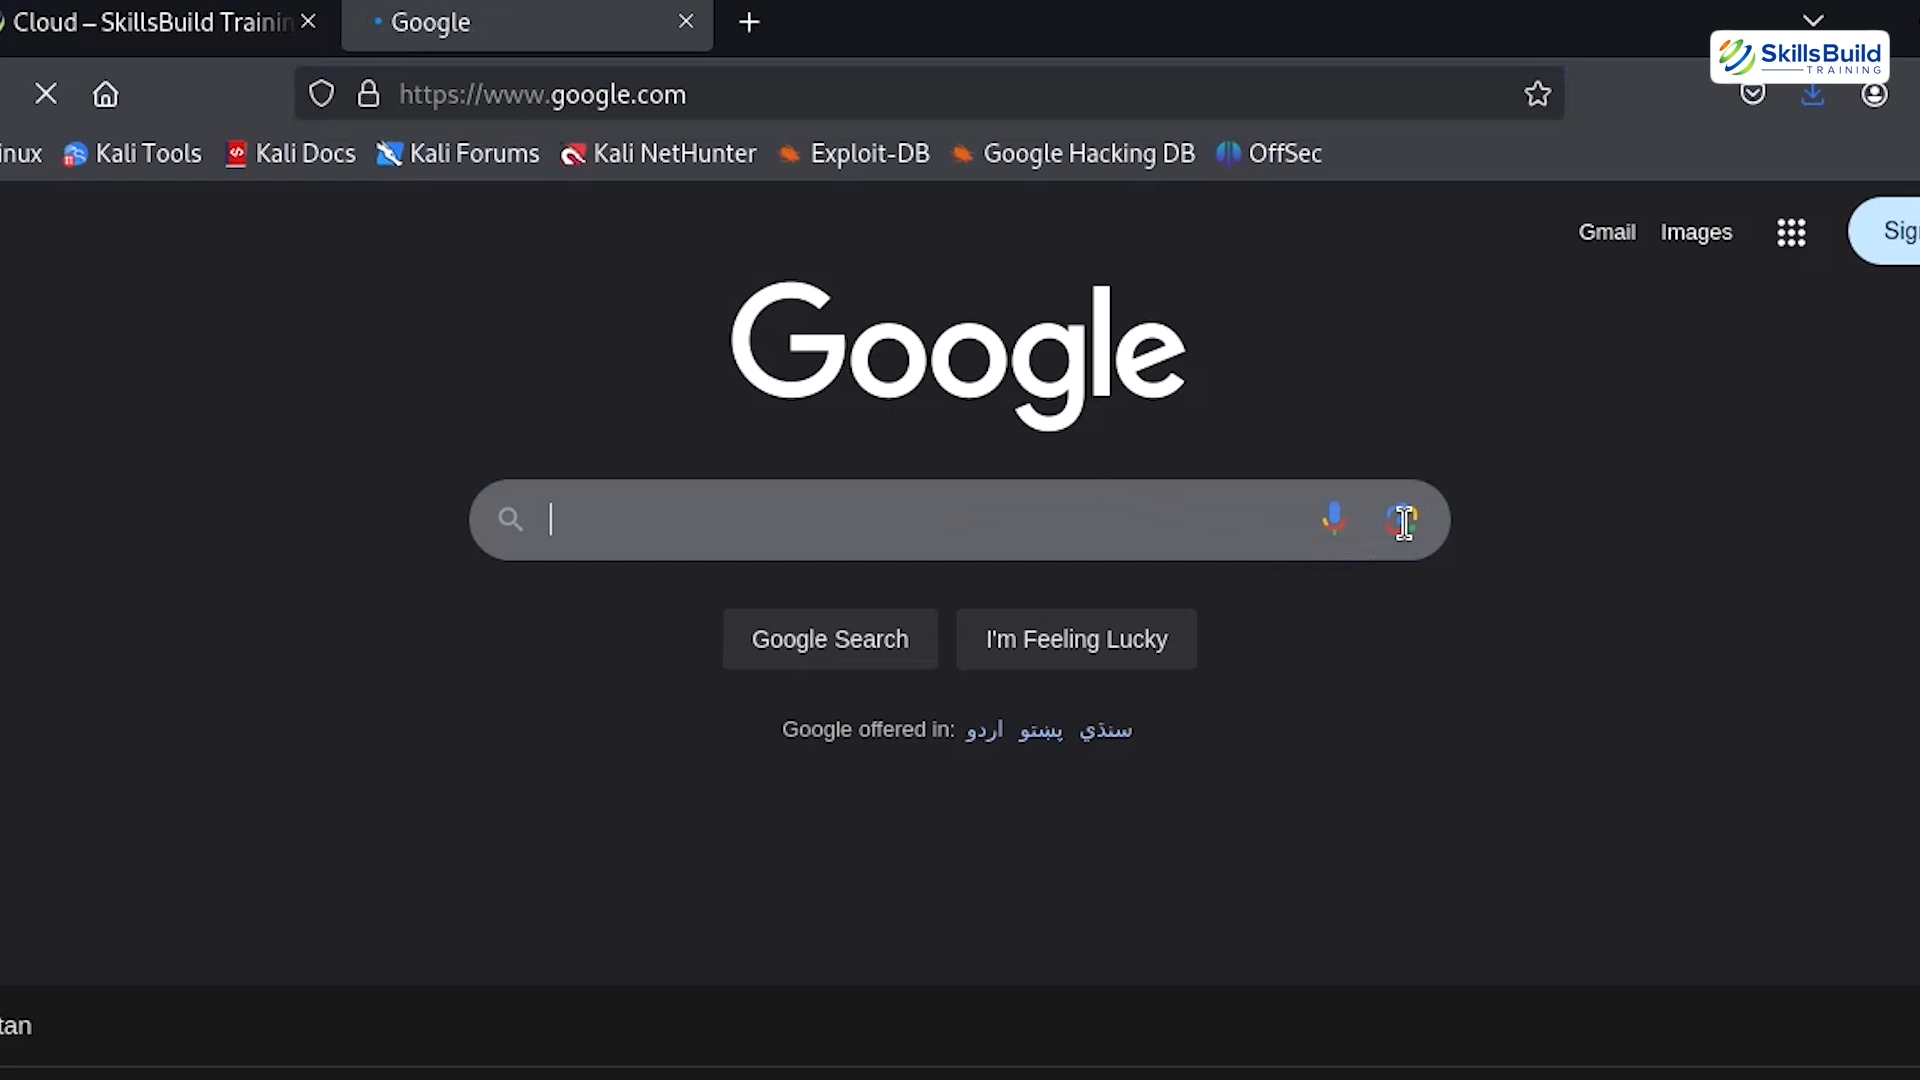 Cloud – SkillsBuild Trainin
Google
SkillsBuild
TRAINING
https://www.google.com
inux
Kali Tools
Kali Docs
Kali Forums
Kali NetHunter
Exploit-DB
Google Hacking DB
OffSec
Gmail
Images
Sig
Google
Google Search
I'm Feeling Lucky
Google offered in: اردو پښتو سنڌي
tan